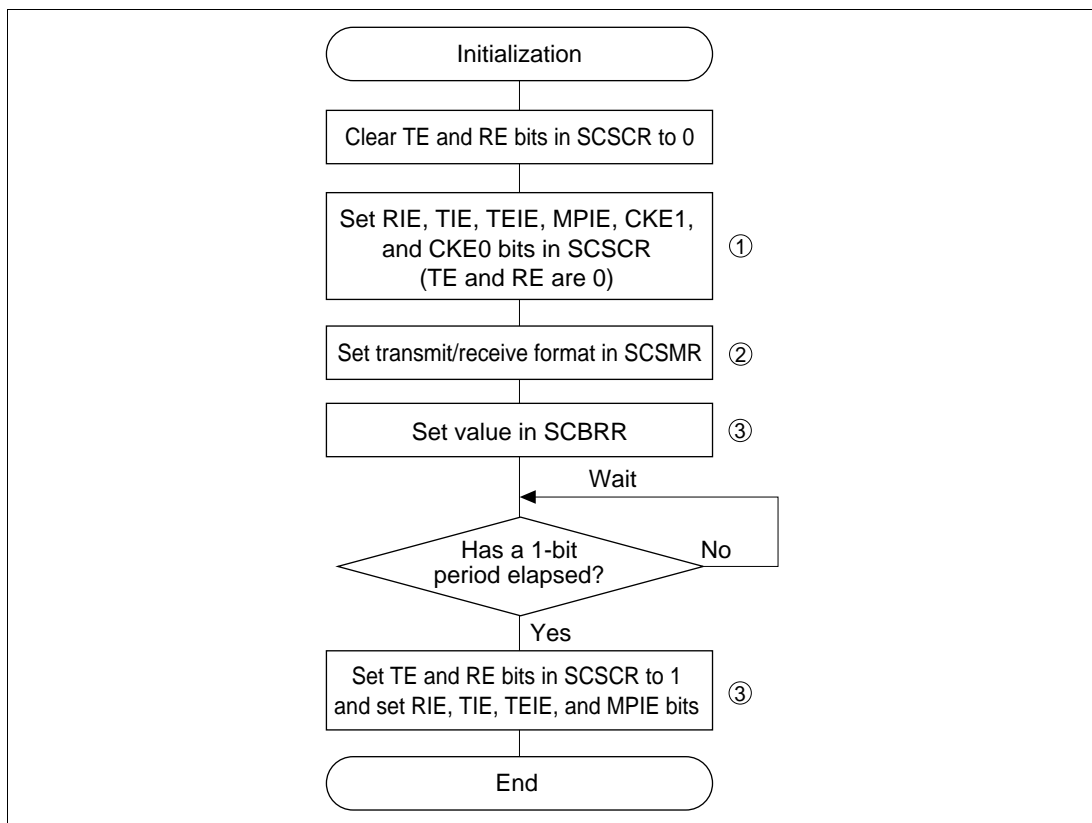 Initialization
Clear TE and RE bits in SCSCR to 0
Set RIE, TIE, TEIE, MPIE, CKE1,
and CKE0 bits in SCSCR
(TE and RE are 0)
①
Set transmit/receive format in SCSMR
②
Set value in SCBRR
③
Wait
Has a 1-bit
period elapsed?
No
Yes
Set TE and RE bits in SCSCR to 1
and set RIE, TIE, TEIE, and MPIE bits
③
End